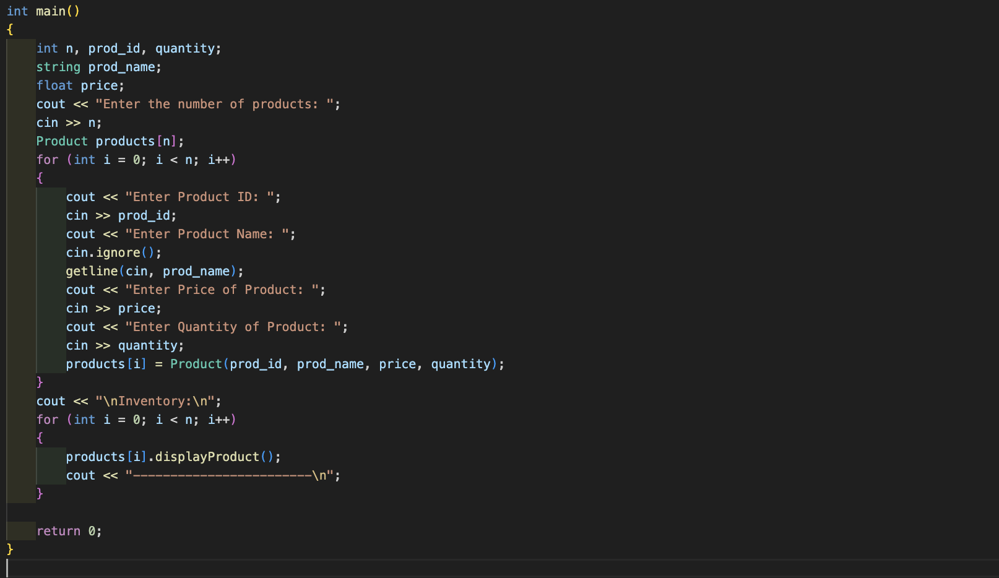 int main()
{
    int n, prod_id, quantity;
    string prod_name;
    float price;
    cout << "Enter the number of products: ";
    cin >> n;
    Product products[n];
    for (int i = 0; i < n; i++)
    {
        cout << "Enter Product ID: ";
        cin >> prod_id;
        cout << "Enter Product Name: ";
        cin.ignore();
        getline(cin, prod_name);
        cout << "Enter Price of Product: ";
        cin >> price;
        cout << "Enter Quantity of Product: ";
        cin >> quantity;
        products[i] = Product(prod_id, prod_name, price, quantity);
    }
    cout << "\nInventory:\n";
    for (int i = 0; i < n; i++)
    {
        products[i].displayProduct();
        cout << "------------------------\n";
    }

    return 0;
}